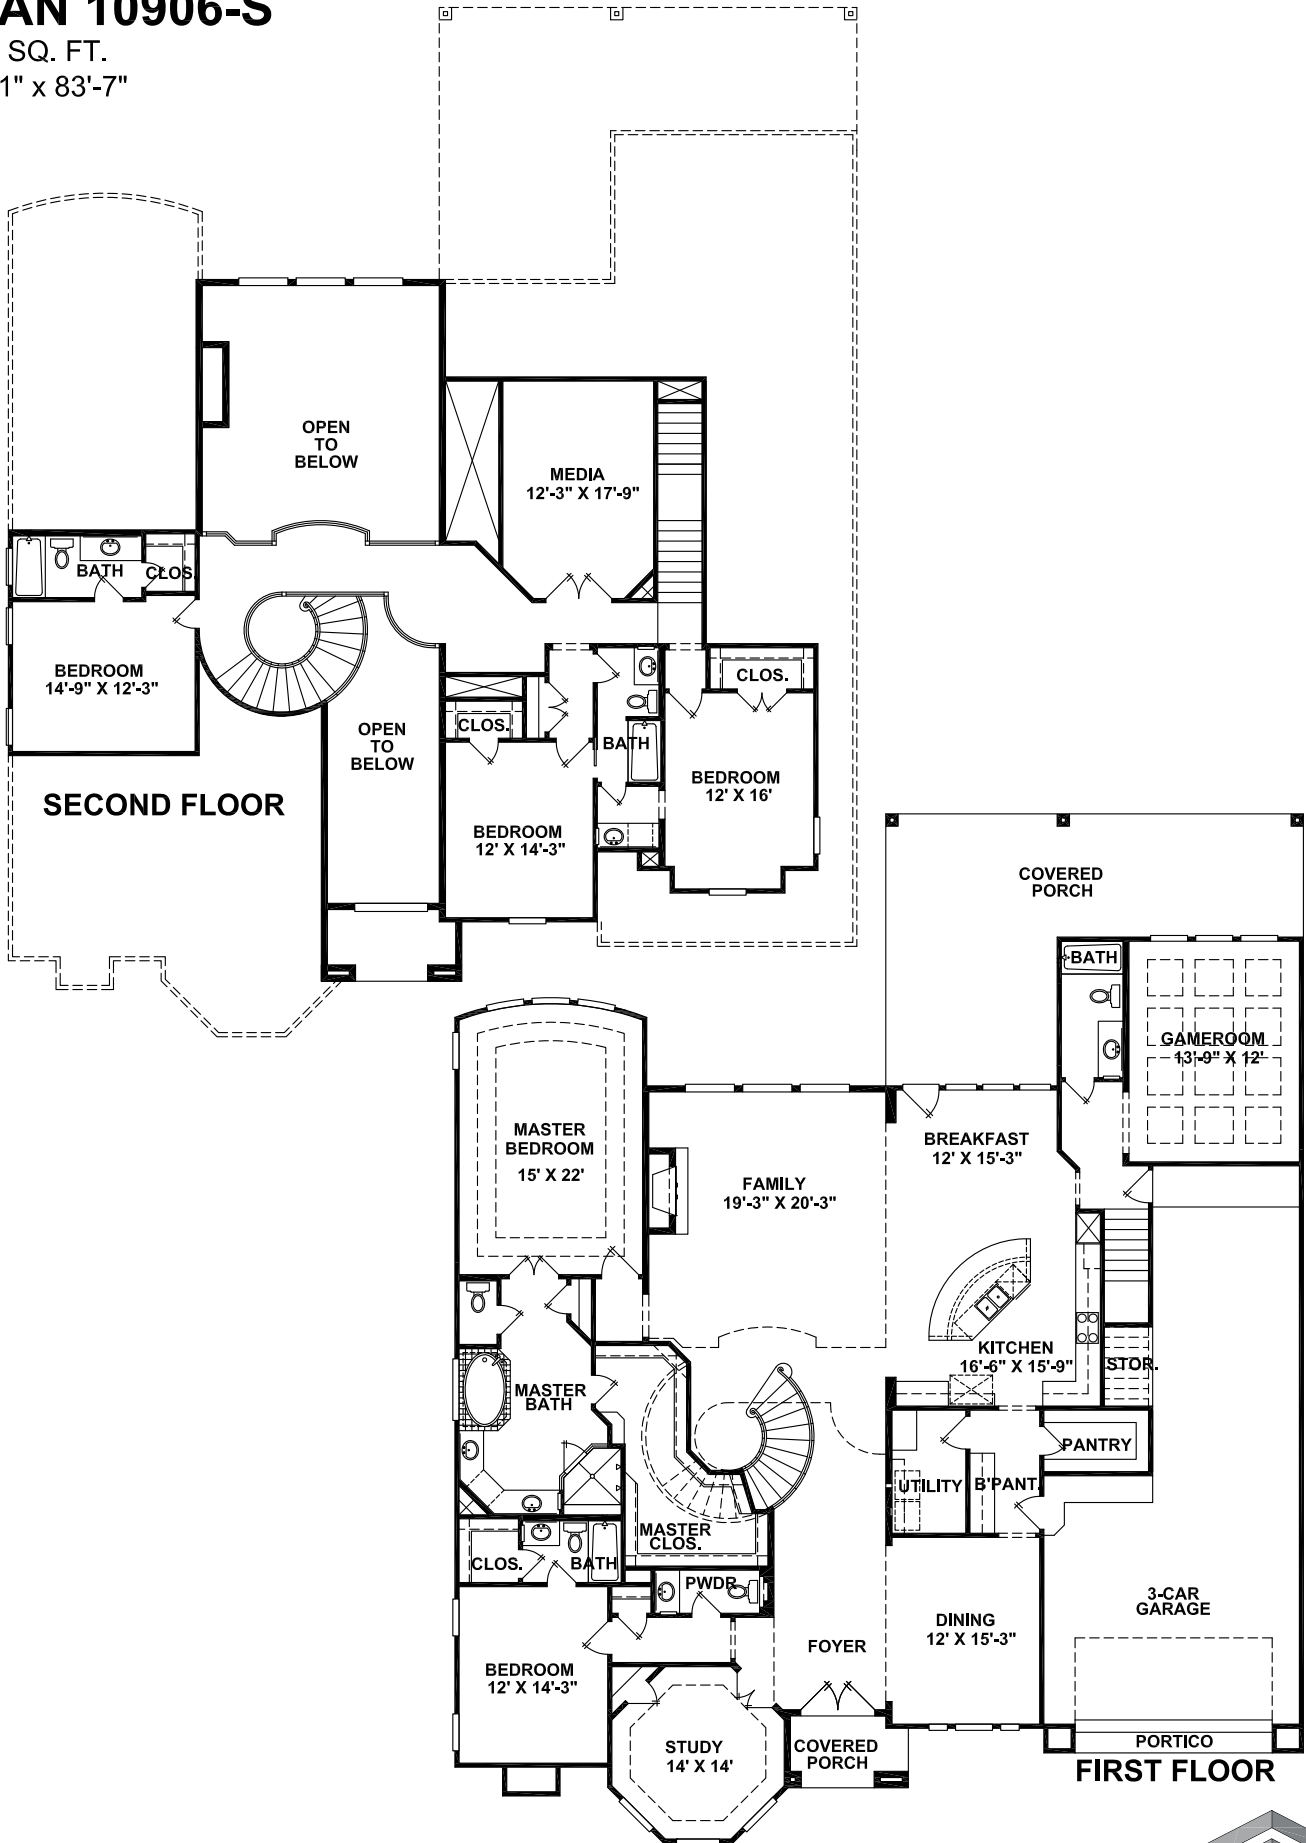 AN 10906-S
SQ. FT.
1" x 83'-7"
OPEN
TO
BELOW
MEDIA
12'-3" X 17'-9"
BATH
CLOS.
BEDROOM
14'-9" X 12'-3"
CLOS.
CLOS.
OPEN
TO
BELOW
BATH
BEDROOM
12' X 16'
SECOND FLOOR
BEDROOM
12' X 14'-3"
COVERED
PORCH
BATH
GAMEROOM
13'-9" X 12'
MASTER
BEDROOM
15' X 22'
BREAKFAST
12' X 15'-3"
FAMILY
19'-3" X 20'-3"
KITCHEN
16'-6" X 15'-9"
STOR.
MASTER
BATH
PANTRY
UTILITY
B'PANT.
MASTER
CLOS.
CLOS.
BATH
PWDR.
3-CAR
GARAGE
DINING
12' X 15'-3"
FOYER
BEDROOM
12' X 14'-3"
STUDY
14' X 14'
COVERED
PORCH
PORTICO
FIRST FLOOR